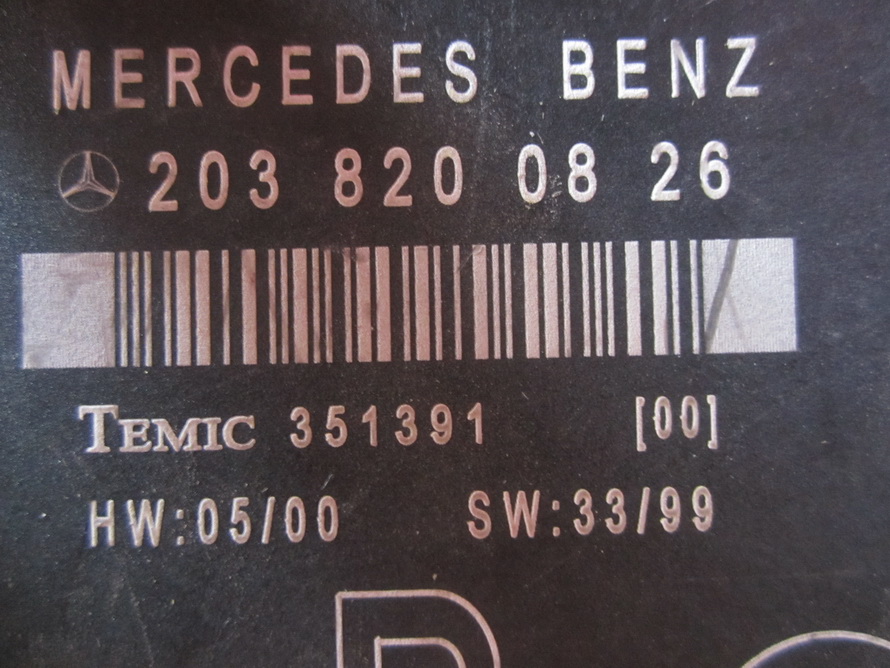 MERCEDES BENZ
203 820 08 26
TEMIC 351391 [00]
HW:05/00 SW:33/99